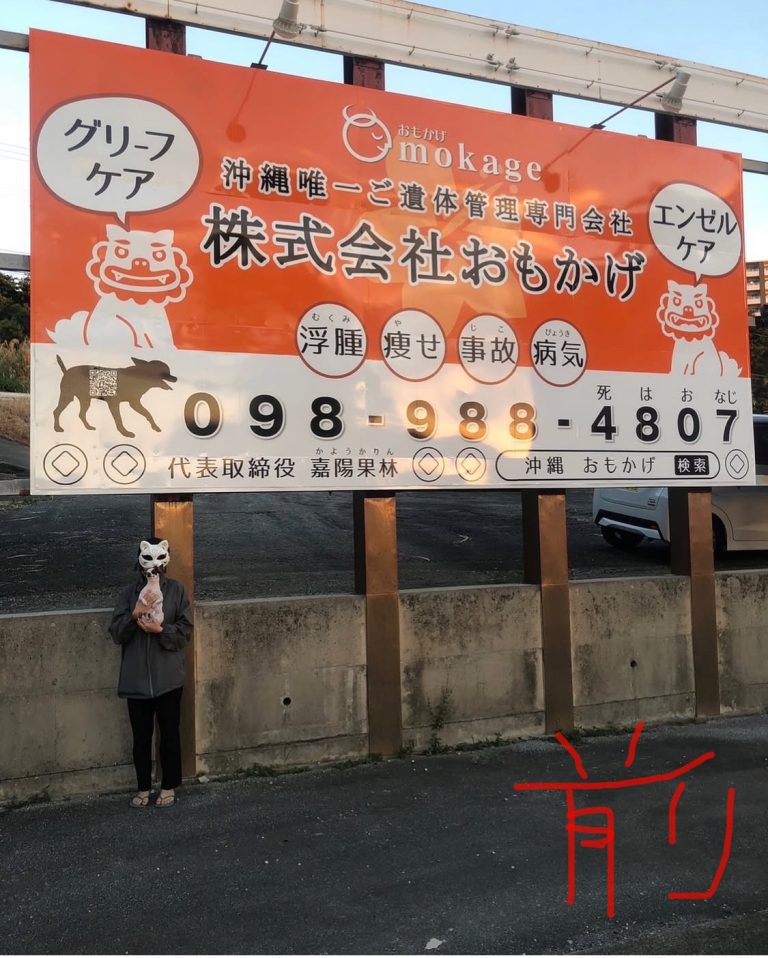 グリーフ
ケア
おもかげ
mokage
沖縄唯一ご遺体管理専門会社
株式会社おもかげ
エンゼル
ケア
むくみ
浮腫
や
痩せ
じこ
事故
びょうき
病気
死 は お なじ
098-988-4807
かようかりん
代表取締役 嘉陽果林
沖縄 おもかげ 検索
前